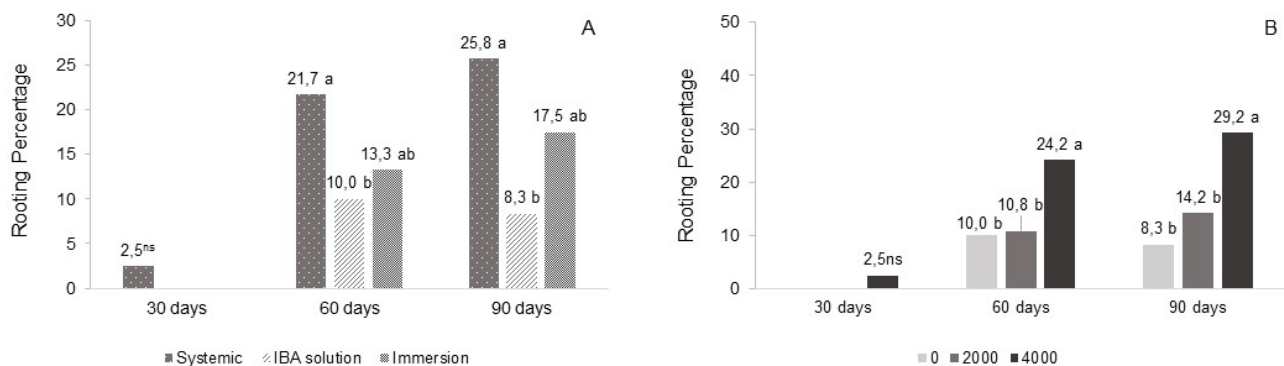 A
Rooting Percentage
30
25
20
15
10
5
0
2,5ns
21,7 a
10,0 b
13,3 ab
25,8 a
8,3 b
17,5 ab
30 days
60 days
90 days
Systemic
IBA solution
Immersion
B
Rooting Percentage
50
40
30
20
10
0
2,5ns
10,0 b
10,8 b
24,2 a
8,3 b
14,2 b
29,2 a
30 days
60 days
90 days
0
2000
4000